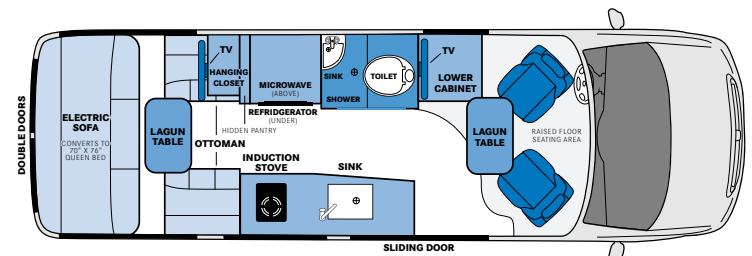 DOUBLE DOORS
ELECTRIC
SOFA
CONVERTS TO
70" X 76"
QUEEN BED
LAGUN
TABLE
TV
HANGING
CLOSET
OTTOMAN
HIDDEN PANTRY
MICROWAVE
(ABOVE)
REFRIDGERATOR
(UNDER)
SINK
TOILET
SHOWER
TV
LOWER
CABINET
LAGUN
TABLE
RAISED FLOOR
SEATING AREA
INDUCTION
STOVE
SINK
SLIDING DOOR